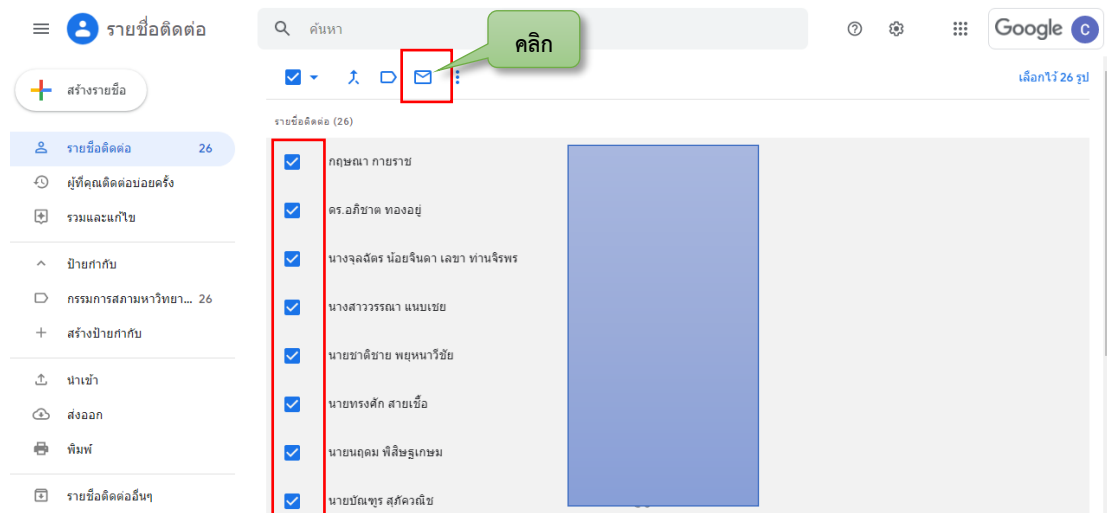 รายชื่อติดต่อ
ค้นหา
คลิก
Google C
สร้างรายชื่อ
เลือกไว้ 26 รูป
รายชื่อติดต่อ (26)
รายชื่อติดต่อ 26
กฤษณา กายราช
ผู้ที่คุณติดต่อบ่อยครั้ง
ดร.อภิชาต ทองอยู่
รวมและแก้ไข
นางจุลฉัตร น้อยจินดา เลขา ท่านจิรพร
ป้ายกำกับ
กรรมการสภามหาวิทยา... 26
นางสาววรรณา แนบเชย
สร้างป้ายกำกับ
นายชาติชาย พยุหนาวีชัย
นำเข้า
นายทรงศัก สายเชื้อ
ส่งออก
พิมพ์
นายนฤตม พิสิษฐเกษม
รายชื่อติดต่ออื่นๆ
นายบัณฑูร สุภัควณิช